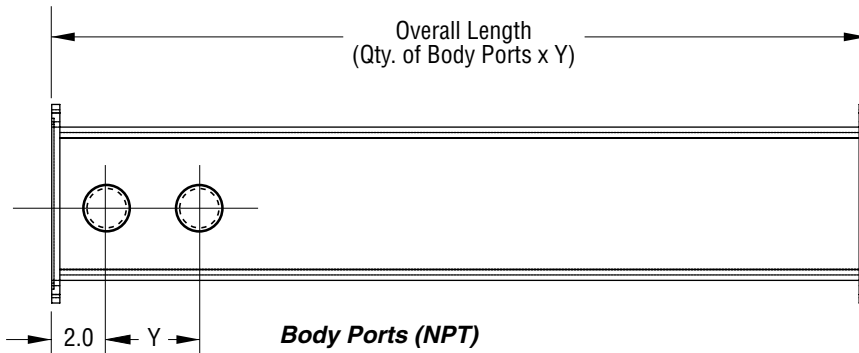 Overall Length
(Qty. of Body Ports x Y)
2.0
Y
Body Ports (NPT)